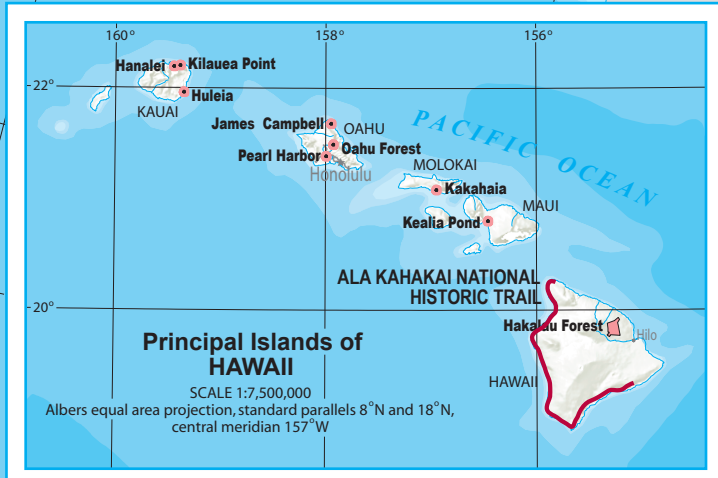 160°
158°
156°
Hanalei
Kilauea Point
22°
Huleia
KAUAI
James Campbell
OAHU
Oahu Forest
Pearl Harbor
Honolulu
PACIFIC OCEAN
MOLOKAI
Kakahaia
MAUI
Kealia Pond
ALA KAHAKAI NATIONAL
HISTORIC TRAIL
20°
Hakalau Forest
Hilo
HAWAII
Principal Islands of
HAWAII
SCALE 1:7,500,000
Albers equal area projection, standard parallels 8°N and 18°N,
central meridian 157°W